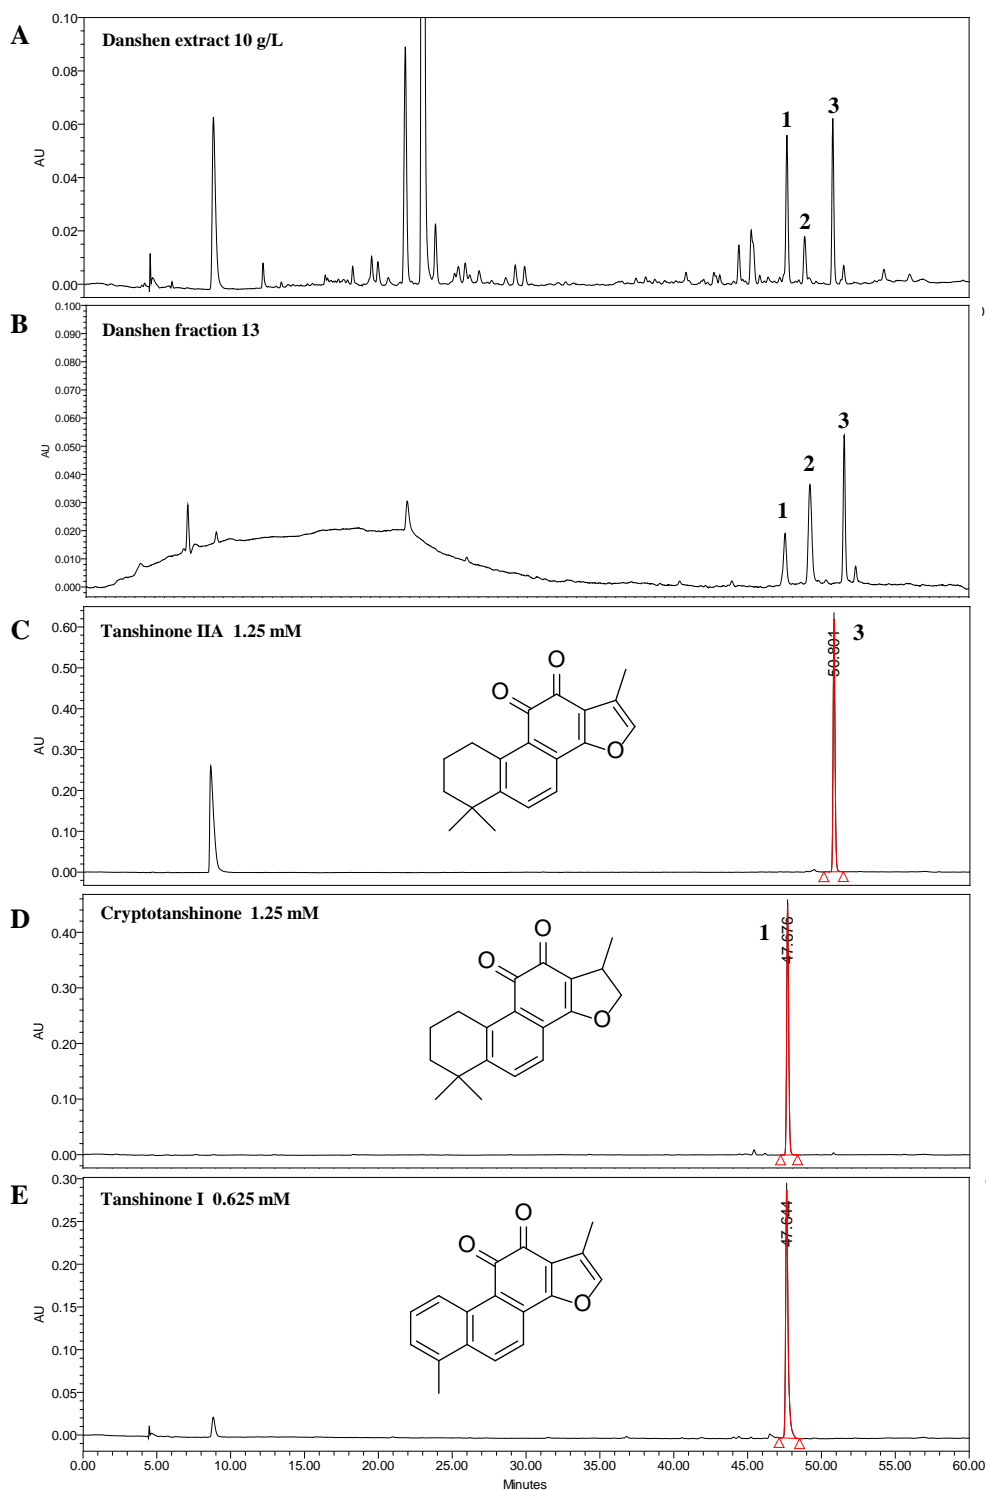 A
Danshen extract 10 g/L
0.10
0.08
0.06
0.04
0.02
0.00
AU
1
2
3
B
Danshen fraction 13
0.100
0.090
0.080
0.070
0.060
0.050
0.040
0.030
0.020
0.010
0.000
AU
1
2
3
C
Tanshinone IIA 1.25 mM
0.60
0.50
0.40
0.30
0.20
0.10
0.00
AU
O
O
O
50.801
3
D
Cryptotanshinone 1.25 mM
0.40
0.30
0.20
0.10
0.00
AU
O
O
O
1
47.676
E
Tanshinone I 0.625 mM
0.30
0.25
0.20
0.15
0.10
0.05
0.00
AU
O
O
O
47.644
0.00 5.00 10.00 15.00 20.00 25.00 30.00 35.00 40.00 45.00 50.00 55.00 60.00
Minutes